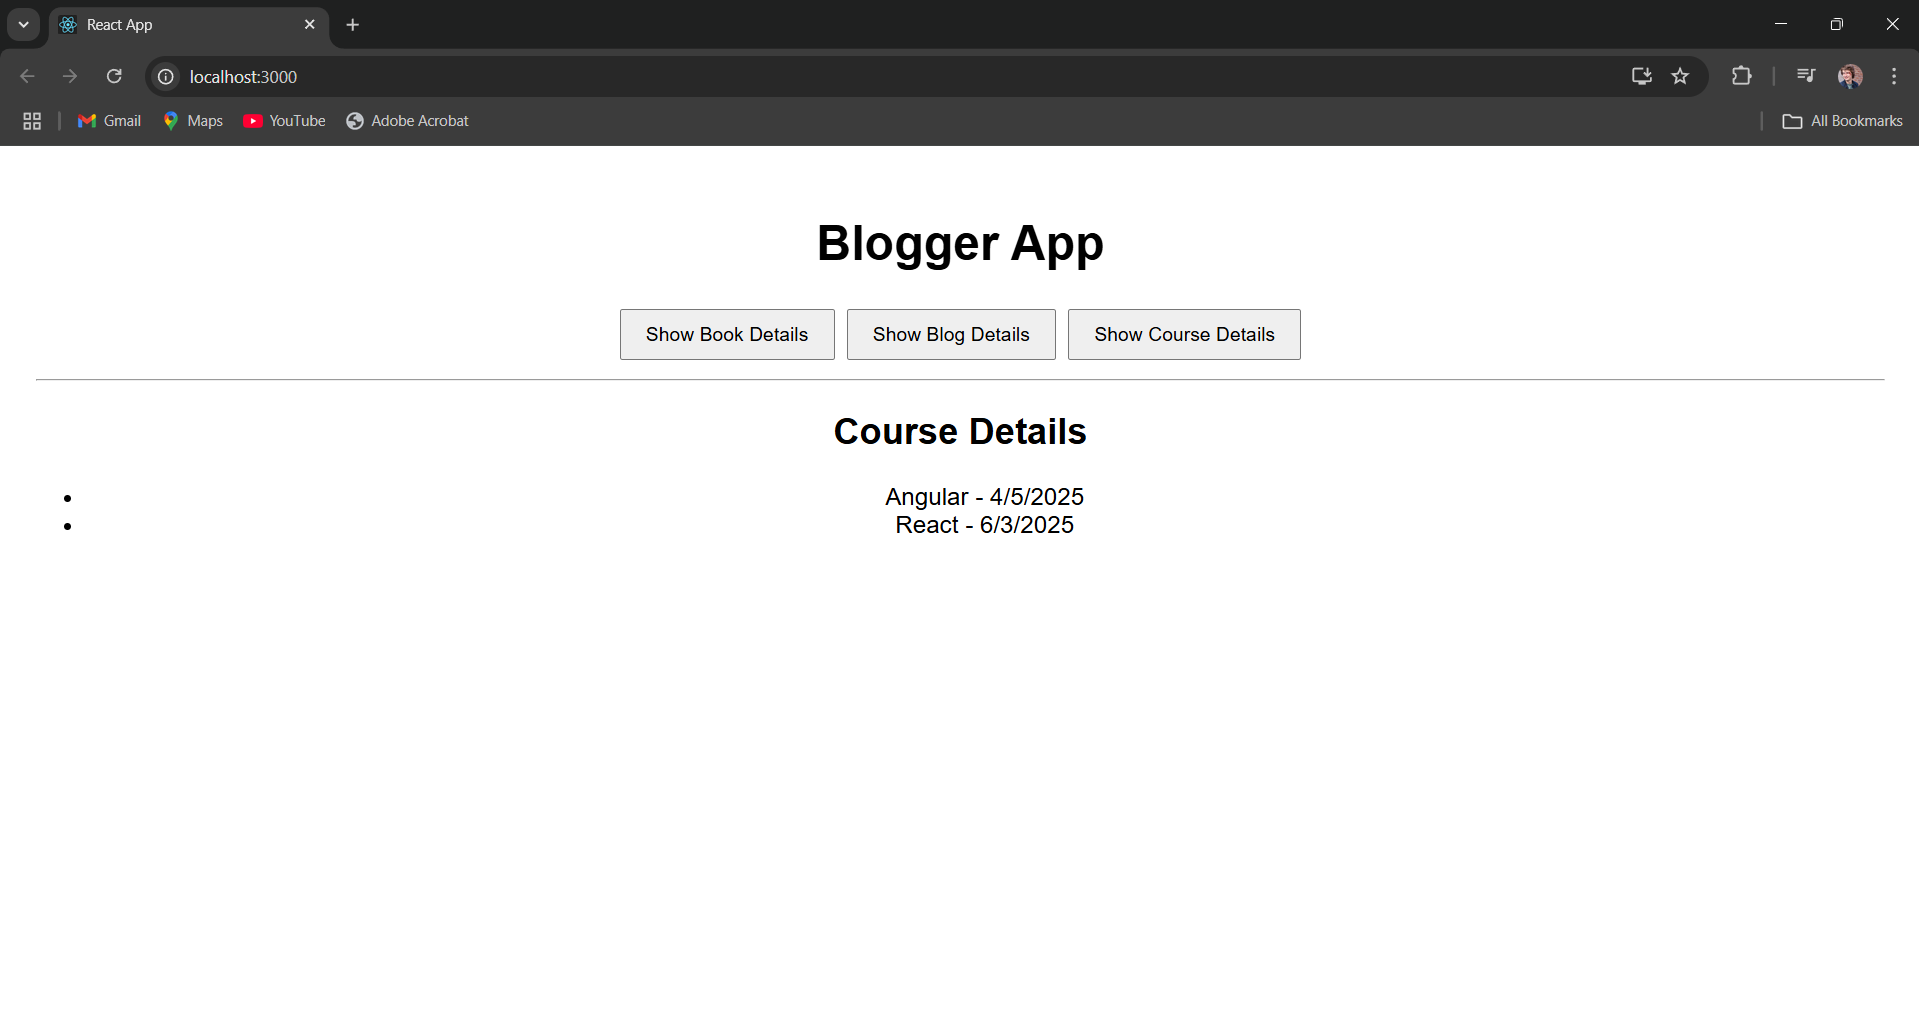 React App
localhost:3000
Gmail Maps YouTube Adobe Acrobat All Bookmarks
Blogger App
Show Book Details Show Blog Details Show Course Details
Course Details
• Angular - 4/5/2025
• React - 6/3/2025